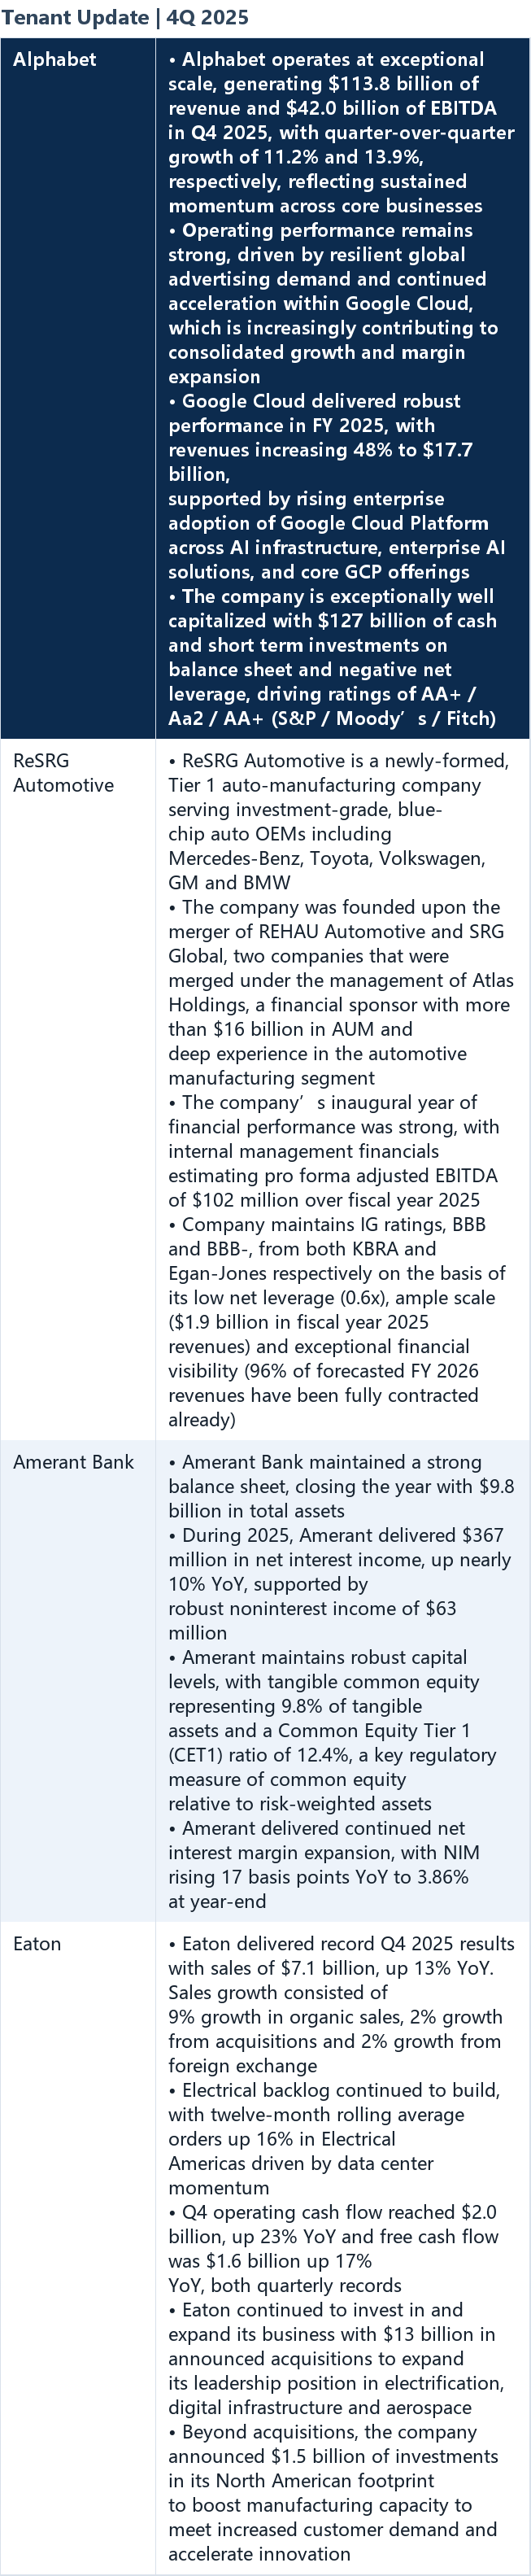 Tenant Update | 4Q 2025
Alphabet
• Alphabet operates at exceptional
scale, generating $113.8 billion of
revenue and $42.0 billion of EBITDA
in Q4 2025, with quarter-over-quarter
growth of 11.2% and 13.9%,
respectively, reflecting sustained
momentum across core businesses
• Operating performance remains
strong, driven by resilient global
advertising demand and continued
acceleration within Google Cloud,
which is increasingly contributing to
consolidated growth and margin
expansion
• Google Cloud delivered robust
performance in FY 2025, with
revenues increasing 48% to $17.7
billion,
supported by rising enterprise
adoption of Google Cloud Platform
across AI infrastructure, enterprise AI
solutions, and core GCP offerings
• The company is exceptionally well
capitalized with $127 billion of cash
and short term investments on
balance sheet and negative net
leverage, driving ratings of AA+ /
Aa2 / AA+ (S&P / Moody’s / Fitch)
ReSRG
Automotive
• ReSRG Automotive is a newly-formed,
Tier 1 auto-manufacturing company
serving investment-grade, blue-
chip auto OEMs including
Mercedes-Benz, Toyota, Volkswagen,
GM and BMW
• The company was founded upon the
merger of REHAU Automotive and SRG
Global, two companies that were
merged under the management of Atlas
Holdings, a financial sponsor with more
than $16 billion in AUM and
deep experience in the automotive
manufacturing segment
• The company’s inaugural year of
financial performance was strong, with
internal management financials
estimating pro forma adjusted EBITDA
of $102 million over fiscal year 2025
• Company maintains IG ratings, BBB
and BBB-, from both KBRA and
Egan-Jones respectively on the basis of
its low net leverage (0.6x), ample scale
($1.9 billion in fiscal year 2025
revenues) and exceptional financial
visibility (96% of forecasted FY 2026
revenues have been fully contracted
already)
Amerant Bank
• Amerant Bank maintained a strong
balance sheet, closing the year with $9.8
billion in total assets
• During 2025, Amerant delivered $367
million in net interest income, up nearly
10% YoY, supported by
robust noninterest income of $63
million
• Amerant maintains robust capital
levels, with tangible common equity
representing 9.8% of tangible
assets and a Common Equity Tier 1
(CET1) ratio of 12.4%, a key regulatory
measure of common equity
relative to risk-weighted assets
• Amerant delivered continued net
interest margin expansion, with NIM
rising 17 basis points YoY to 3.86%
at year-end
Eaton
• Eaton delivered record Q4 2025 results
with sales of $7.1 billion, up 13% YoY.
Sales growth consisted of
9% growth in organic sales, 2% growth
from acquisitions and 2% growth from
foreign exchange
• Electrical backlog continued to build,
with twelve-month rolling average
orders up 16% in Electrical
Americas driven by data center
momentum
• Q4 operating cash flow reached $2.0
billion, up 23% YoY and free cash flow
was $1.6 billion up 17%
YoY, both quarterly records
• Eaton continued to invest in and
expand its business with $13 billion in
announced acquisitions to expand
its leadership position in electrification,
digital infrastructure and aerospace
• Beyond acquisitions, the company
announced $1.5 billion of investments
in its North American footprint
to boost manufacturing capacity to
meet increased customer demand and
accelerate innovation